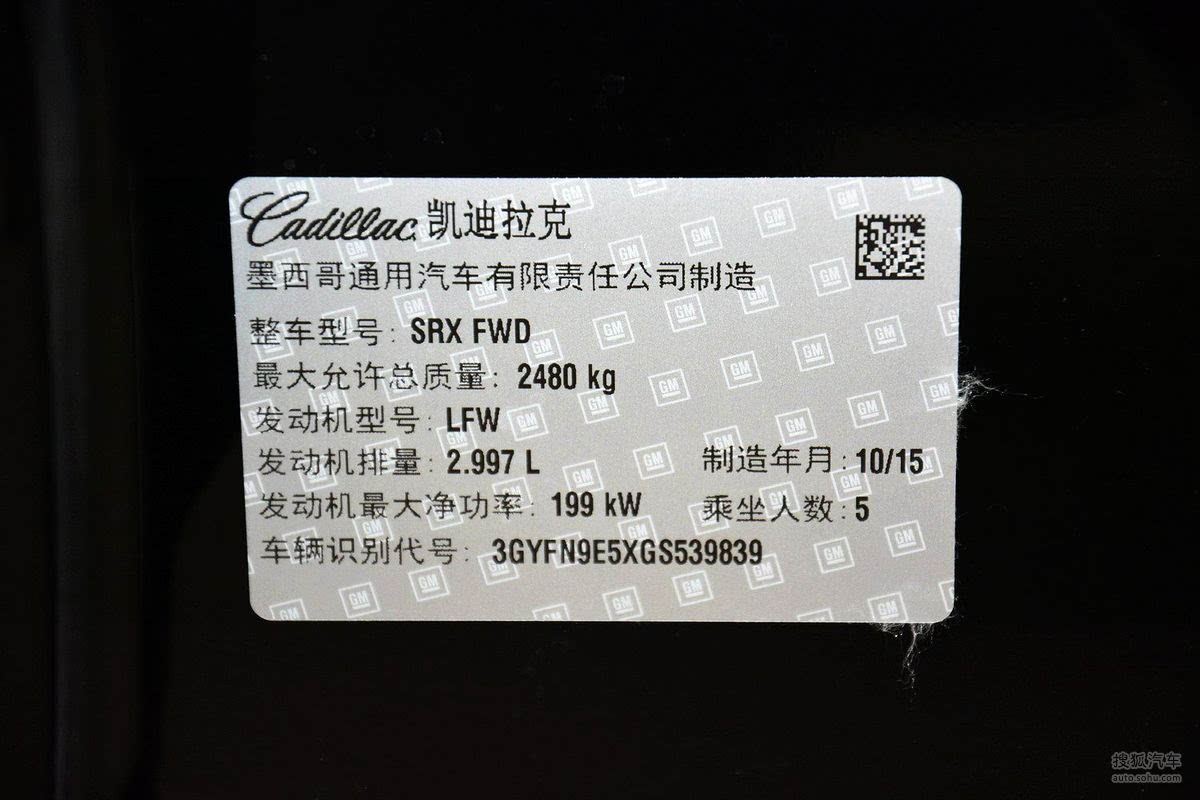 Cadillac 凯迪拉克
墨西哥通用汽车有限责任公司制造
整车型号: SRX FWD
最大允许总质量: 2480 kg
发动机型号: LFW
发动机排量: 2.997 L 制造年月: 10/15
发动机最大净功率: 199 kW 乘坐人数: 5
车辆识别代号: 3GYFN9E5XGS539839
搜狐汽车
auto.sohu.com